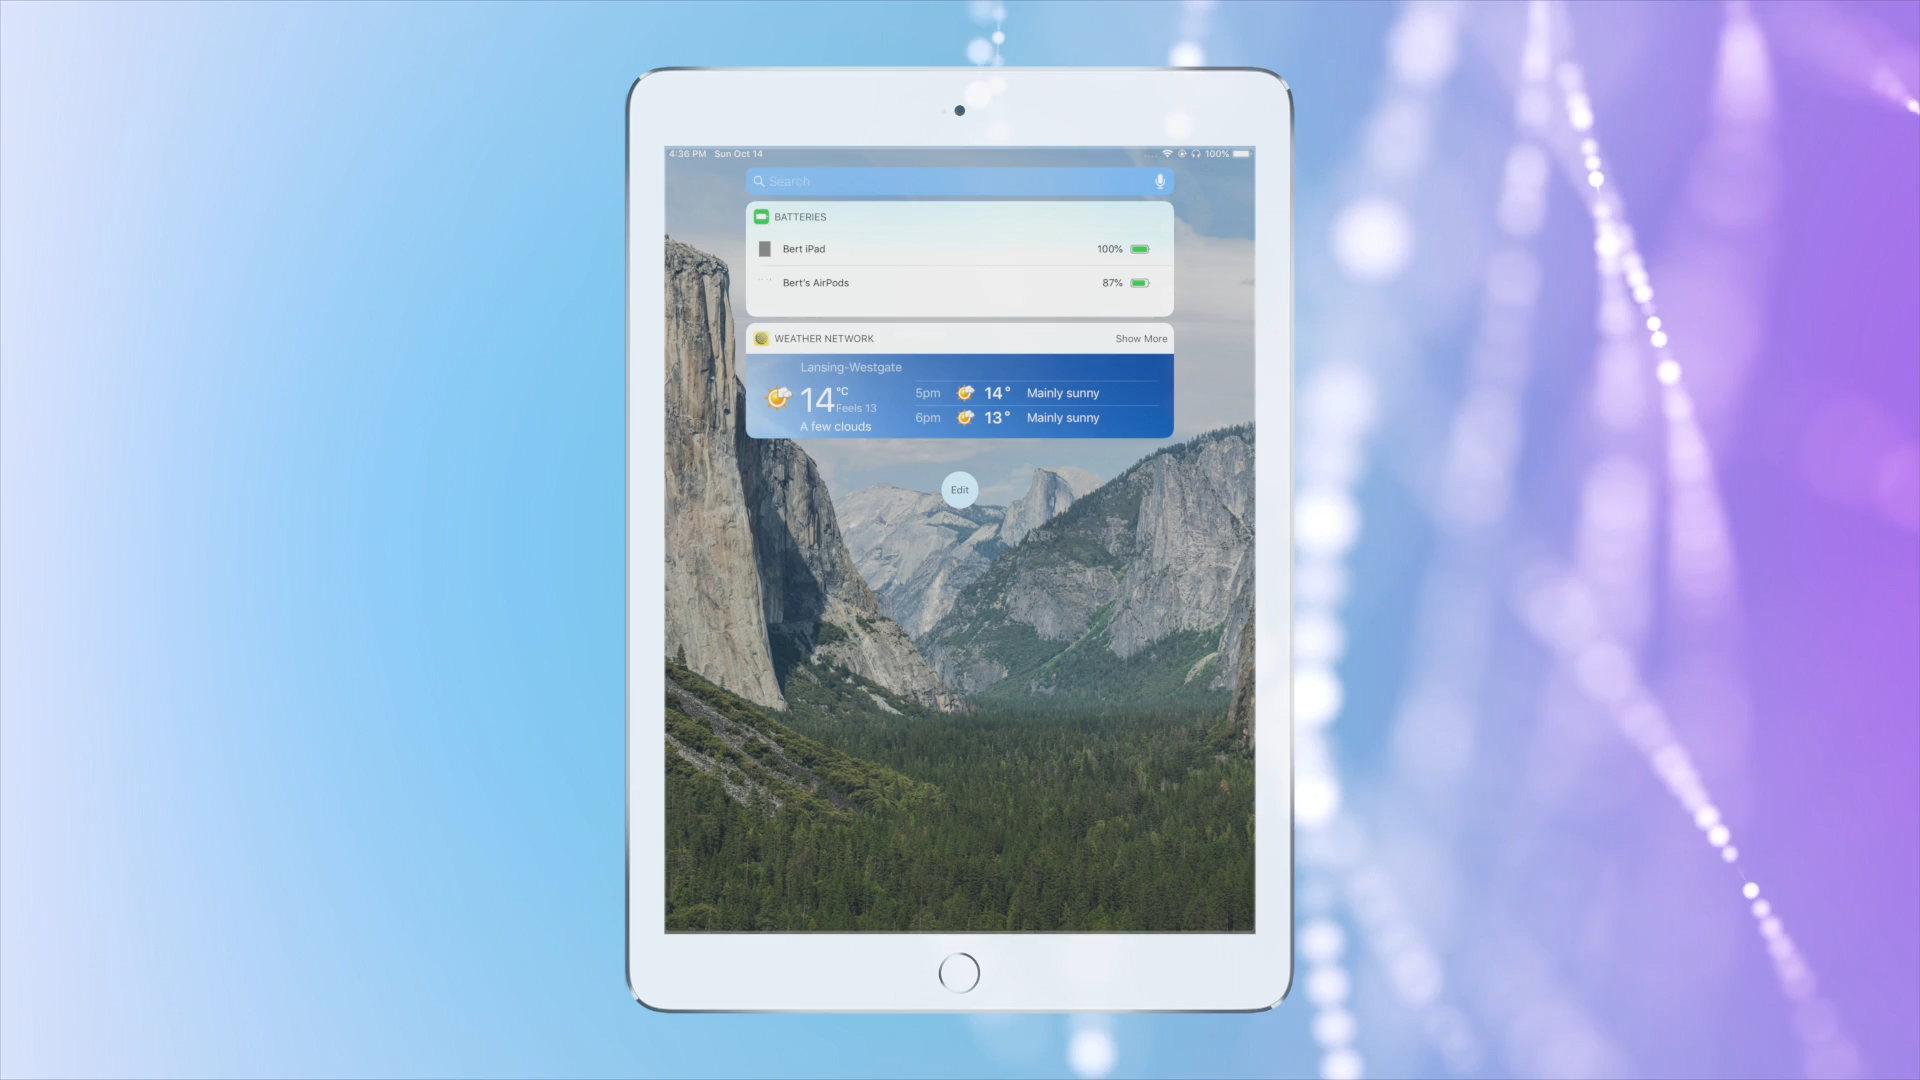 4:36 PM Sun Oct 14 100%
Search
BATTERIES
Bert iPad 100%
Bert's AirPods 87%
WEATHER NETWORK Show More
Lansing-Westgate
14 °C
Feels 13
A few clouds
5pm 14° Mainly sunny
6pm 13° Mainly sunny
Edit